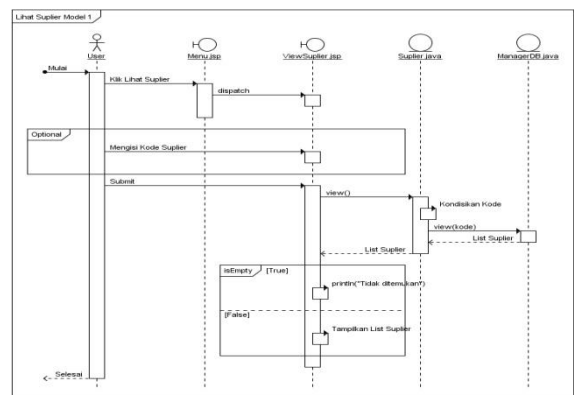 Lihat Suplier Model 1
User
Menu.jsp
ViewSuplier.jsp
Suplier.java
ManagerDB.java
Mulai
Klik Lihat Suplier
dispatch
Optional
Mengisi Kode Suplier
Submit
view()
Kondisikan Kode
view(kode)
List Suplier
List Suplier
isEmpty [True]
println("Tidak ditemukan")
[False]
Tampilkan List Suplier
Selesai